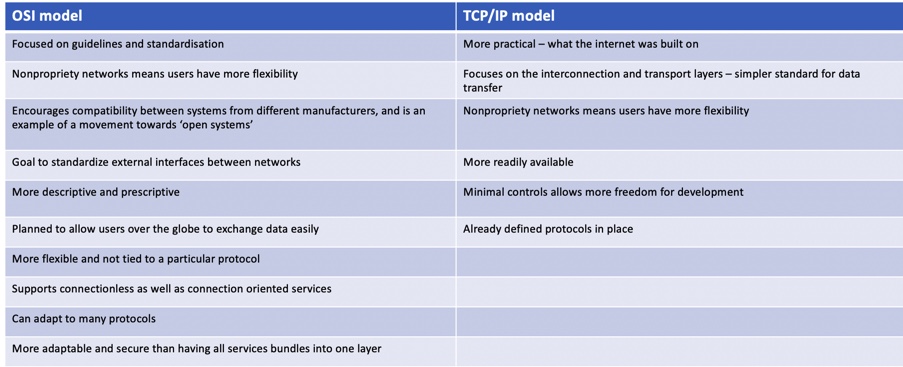 OSI model
TCP/IP model
Focused on guidelines and standardisation
More practical – what the internet was built on
Nonpropriety networks means users have more flexibility
Focuses on the interconnection and transport layers – simpler standard for data
transfer
Encourages compatibility between systems from different manufacturers, and is an
example of a movement towards ‘open systems’
Nonpropriety networks means users have more flexibility
Goal to standardize external interfaces between networks
More readily available
More descriptive and prescriptive
Minimal controls allows more freedom for development
Planned to allow users over the globe to exchange data easily
Already defined protocols in place
More flexible and not tied to a particular protocol
Supports connectionless as well as connection oriented services
Can adapt to many protocols
More adaptable and secure than having all services bundles into one layer